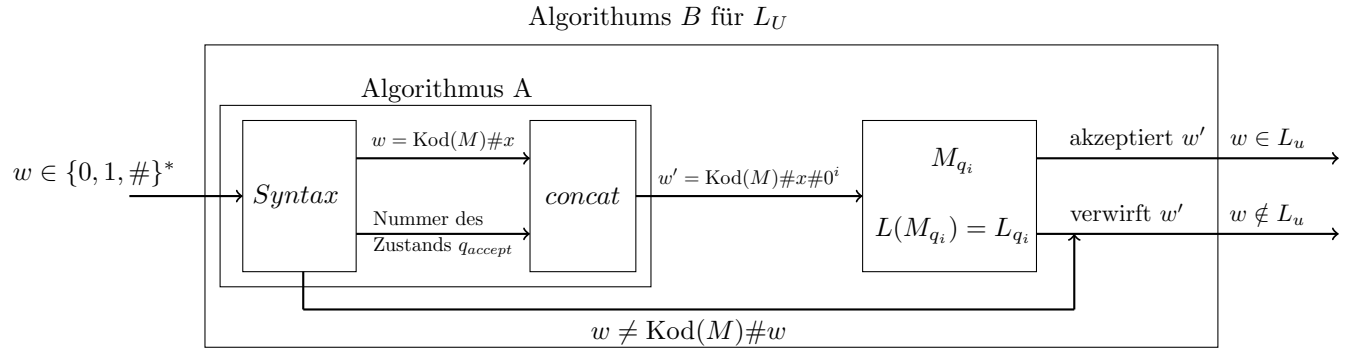 Algorithums B für L_U
Algorithmus A
w ∈ {0, 1, #}*
Syntax
w = Kod(M)#x
Nummer des
Zustands q_accept
concat
w' = Kod(M)#x#0^i
M_{q_i}
L(M_{q_i}) = L_{q_i}
akzeptiert w'
w ∈ L_u
verwirft w'
w ∉ L_u
w ≠ Kod(M)#w